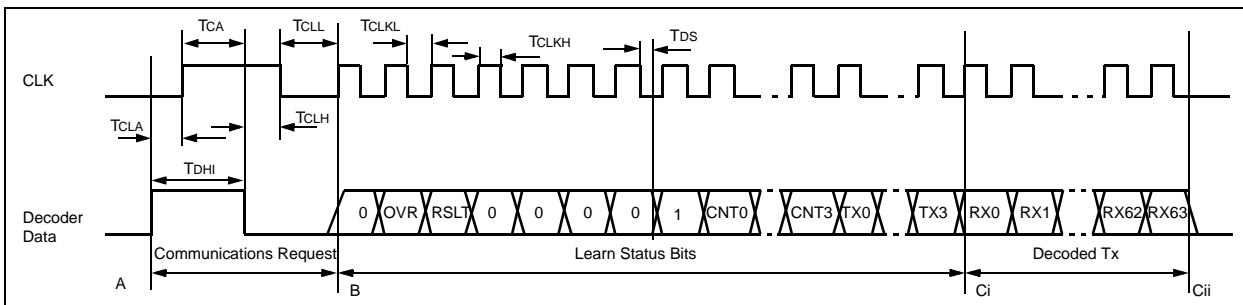 TCA TCLL TCLKL TCLKH TDS
CLK
TCLA TCLH
TDHI
Decoder
Data
0 OVR RSLT 0 0 0 0 1 CNT0 CNT3 TX0 TX3 RX0 RX1 RX62 RX63
Communications Request Learn Status Bits Decoded Tx
A B Ci Cii